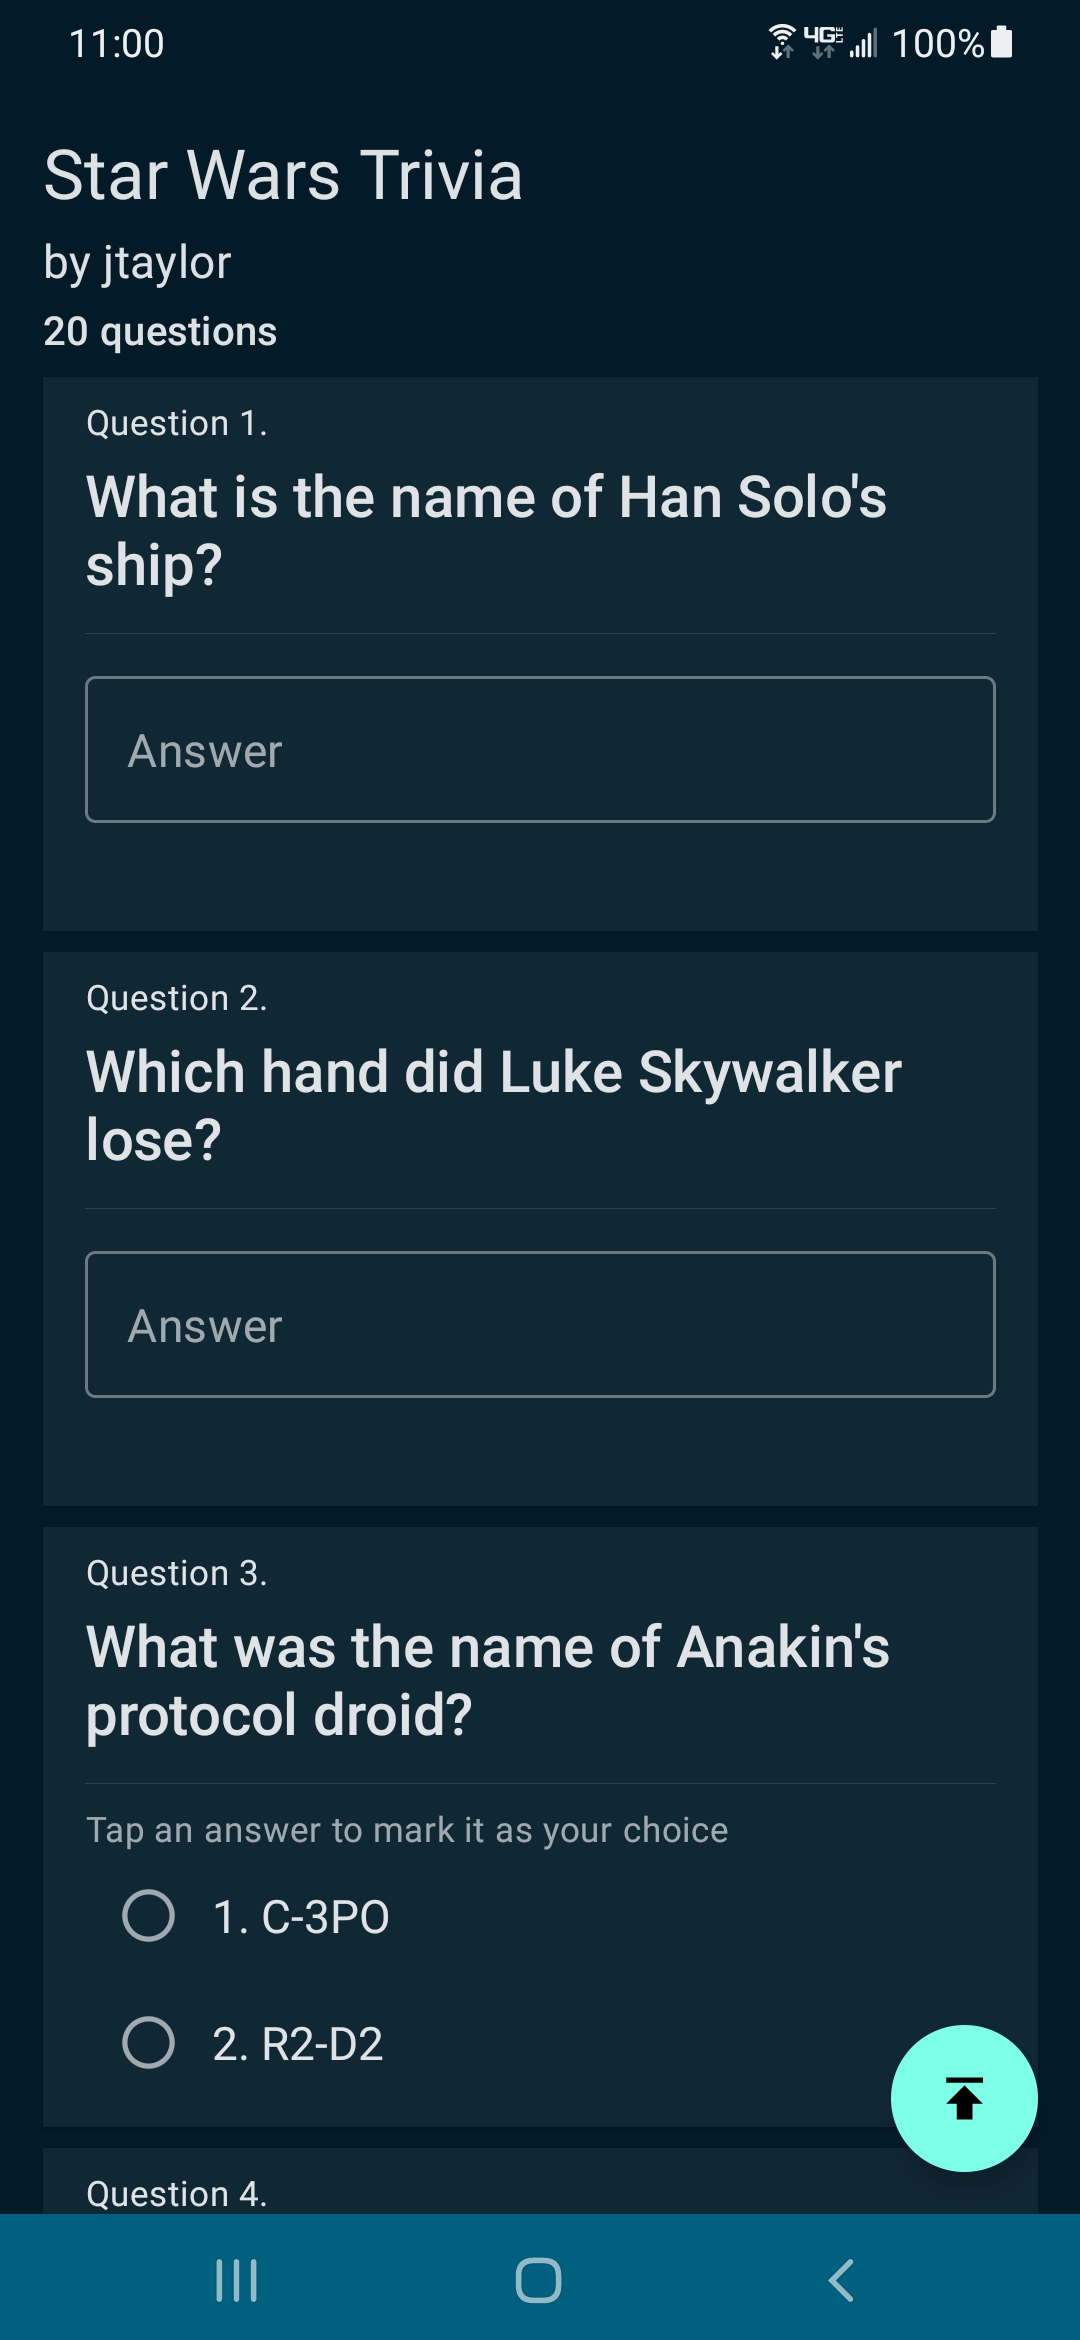 11:00
4G LTE 100%
Star Wars Trivia
by jtaylor
20 questions
Question 1.
What is the name of Han Solo's
ship?
Answer
Question 2.
Which hand did Luke Skywalker
lose?
Answer
Question 3.
What was the name of Anakin's
protocol droid?
Tap an answer to mark it as your choice
1. C-3PO
2. R2-D2
Question 4.